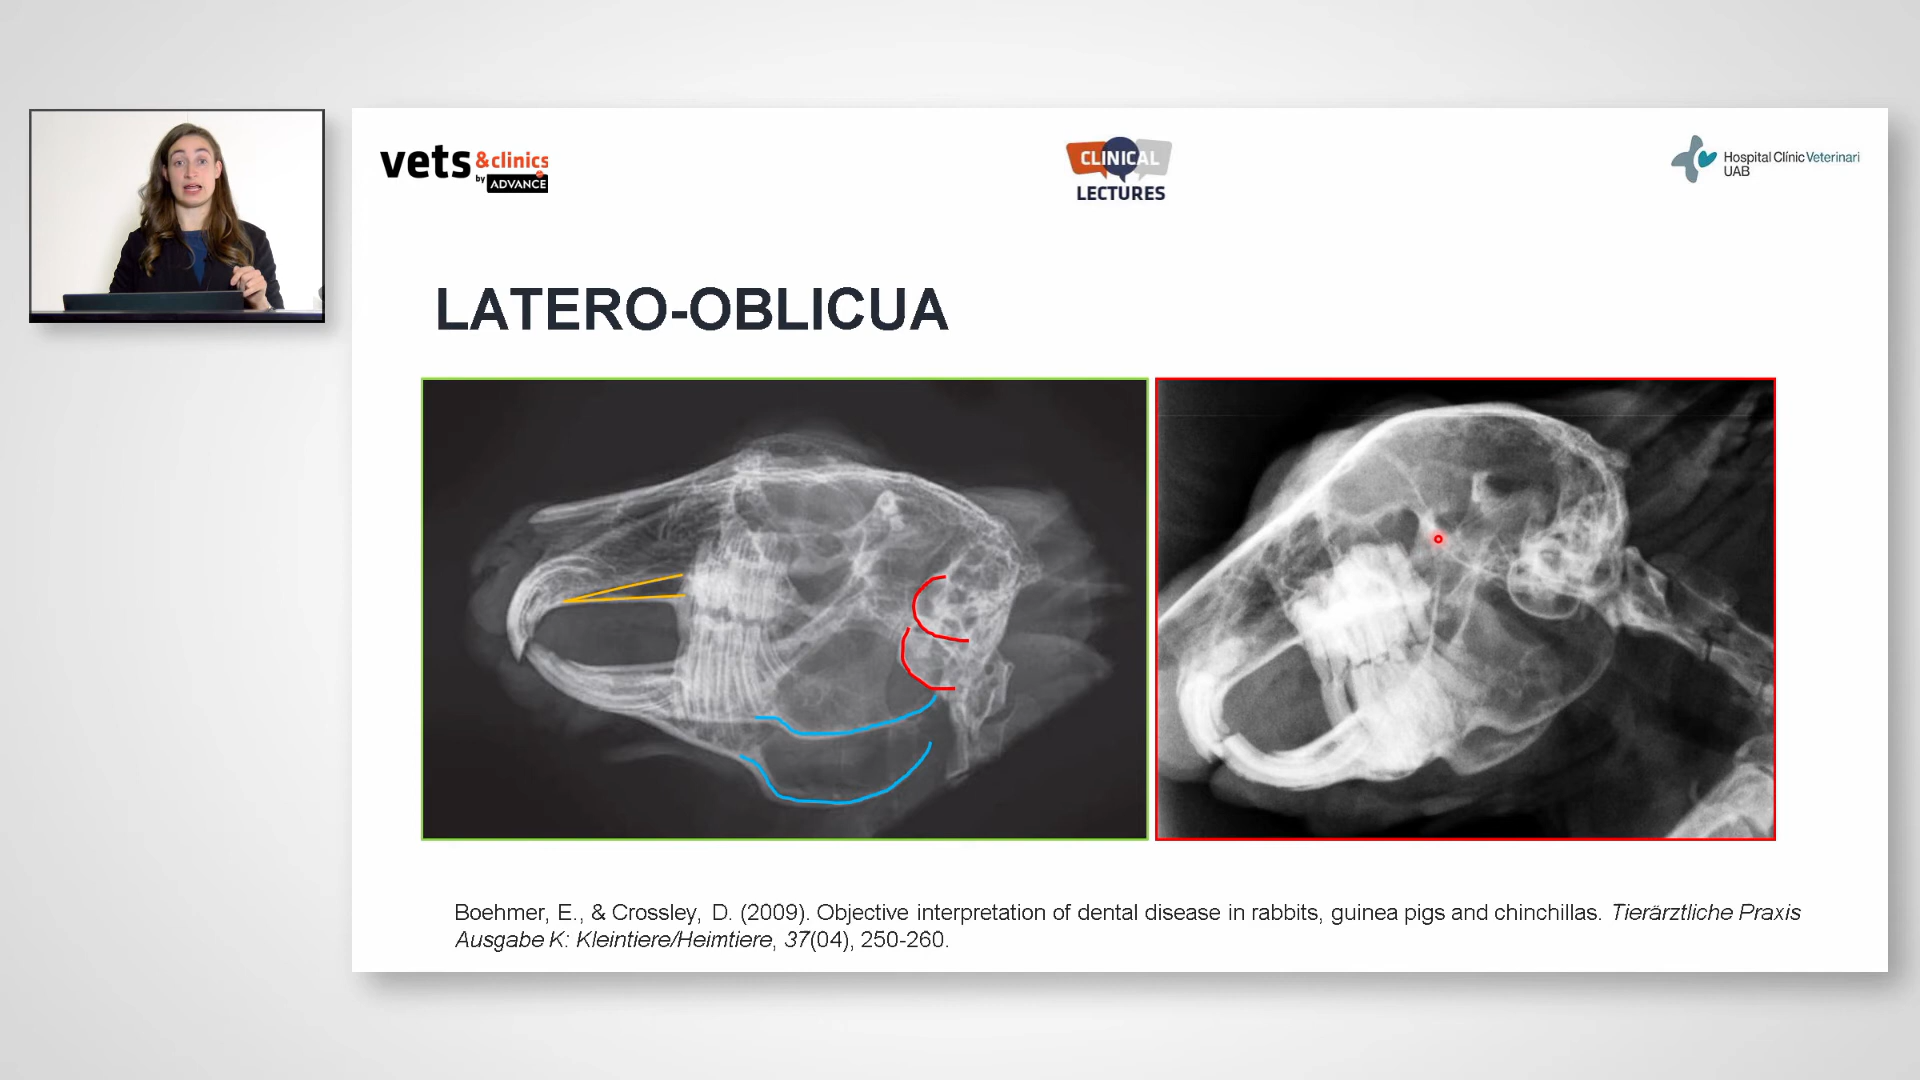 vets &clinics
by ADVANCE
CLINICAL
LECTURES
Hospital Clínic Veterinari
UAB
LATERO-OBLICUA
Boehmer, E., & Crossley, D. (2009). Objective interpretation of dental disease in rabbits, guinea pigs and chinchillas. Tierärztliche Praxis
Ausgabe K: Kleintiere/Heimtiere, 37(04), 250-260.